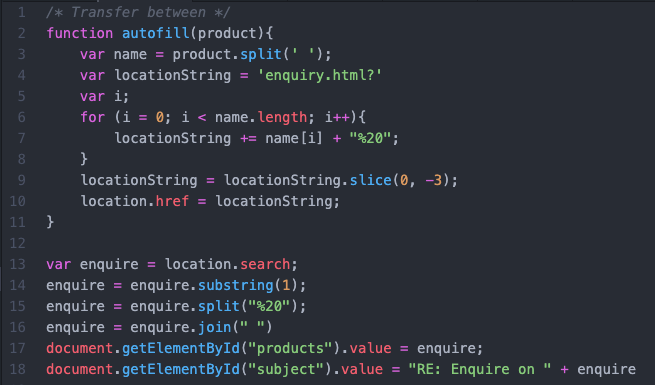 1 /* Transfer between */
2 function autofill(product){
3     var name = product.split(' ');
4     var locationString = 'enquiry.html?'
5     var i;
6     for (i = 0; i < name.length; i++){
7         locationString += name[i] + "%20";
8     }
9     locationString = locationString.slice(0, -3);
10     location.href = locationString;
11 }
12
13 var enquire = location.search;
14 enquire = enquire.substring(1);
15 enquire = enquire.split("%20");
16 enquire = enquire.join(" ")
17 document.getElementById("products").value = enquire;
18 document.getElementById("subject").value = "RE: Enquire on " + enquire